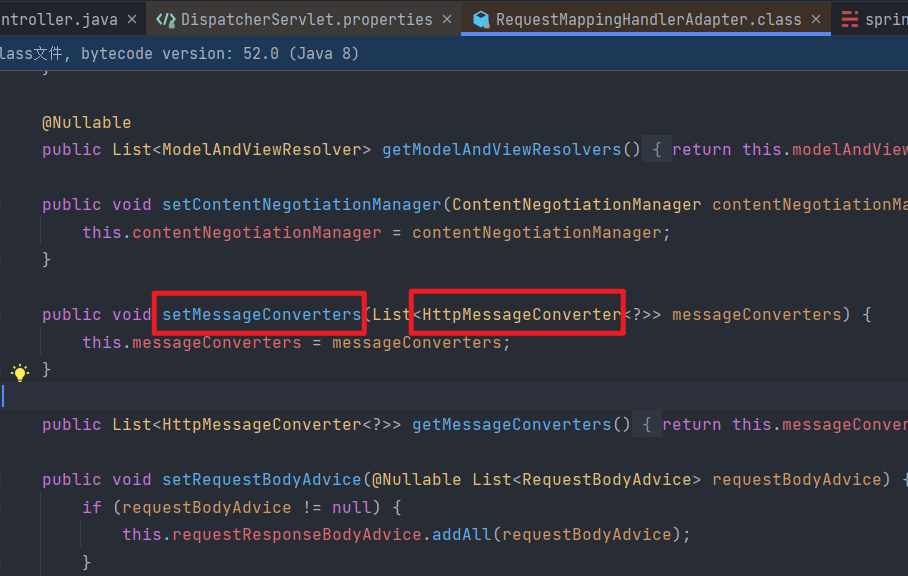 ntroller.java × DispatcherServlet.properties × RequestMappingHandlerAdapter.class × sprin
lass文件, bytecode version: 52.0 (Java 8)
}
@Nullable
public List<ModelAndViewResolver> getModelAndViewResolvers() { return this.modelAndView
public void setContentNegotiationManager(ContentNegotiationManager contentNegotiationMa
this.contentNegotiationManager = contentNegotiationManager;
}
public void setMessageConverters(List<HttpMessageConverter<?>> messageConverters) {
this.messageConverters = messageConverters;
}
public List<HttpMessageConverter<?>> getMessageConverters() { return this.messageConver
public void setRequestBodyAdvice(@Nullable List<RequestBodyAdvice> requestBodyAdvice) {
if (requestBodyAdvice != null) {
this.requestResponseBodyAdvice.addAll(requestBodyAdvice);
}